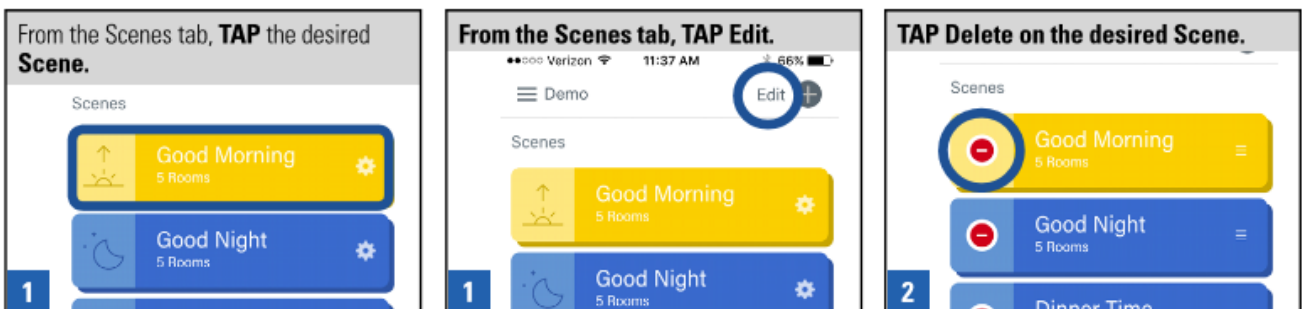 From the Scenes tab, TAP the desired
Scene.
Scenes
Good Morning
5 Rooms
Good Night
5 Rooms
1
From the Scenes tab, TAP Edit.
Verizon 11:37 AM 66%
Demo Edit
Scenes
Good Morning
5 Rooms
Good Night
5 Rooms
1
TAP Delete on the desired Scene.
Scenes
Good Morning
5 Rooms
Good Night
5 Rooms
Dinner Time
2